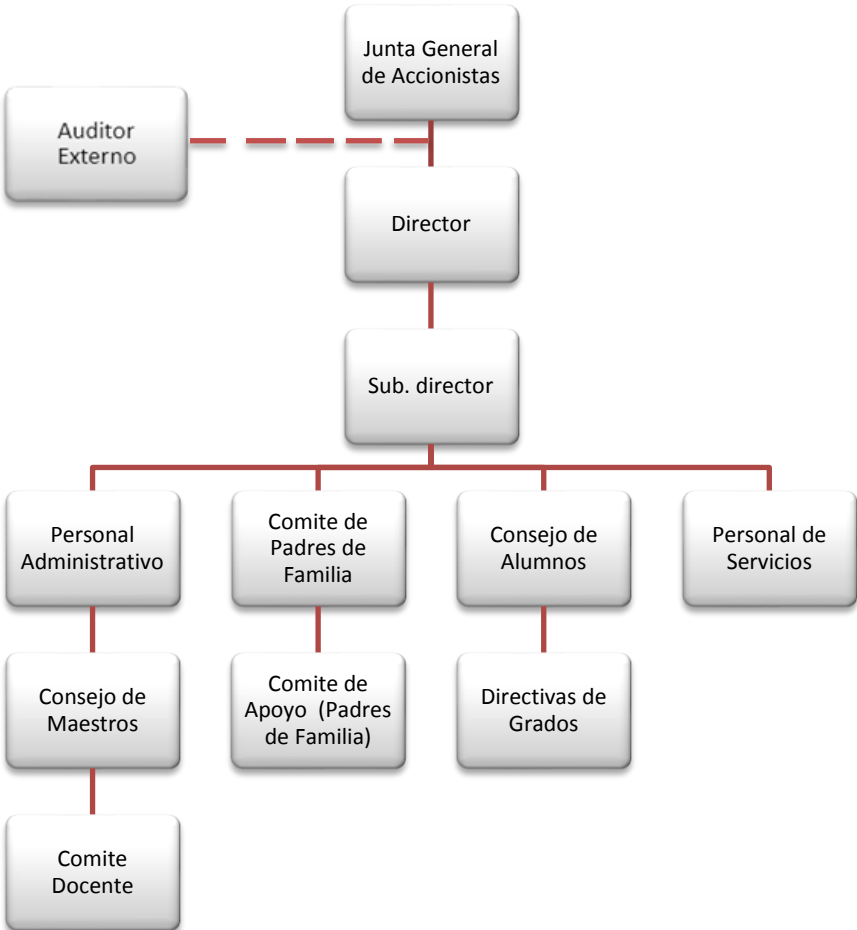 Junta General
de Accionistas
Auditor
Externo
Director
Sub. director
Personal
Administrativo
Comite de
Padres de
Familia
Consejo de
Alumnos
Personal de
Servicios
Consejo de
Maestros
Comite de
Apoyo (Padres
de Familia)
Directivas de
Grados
Comite
Docente